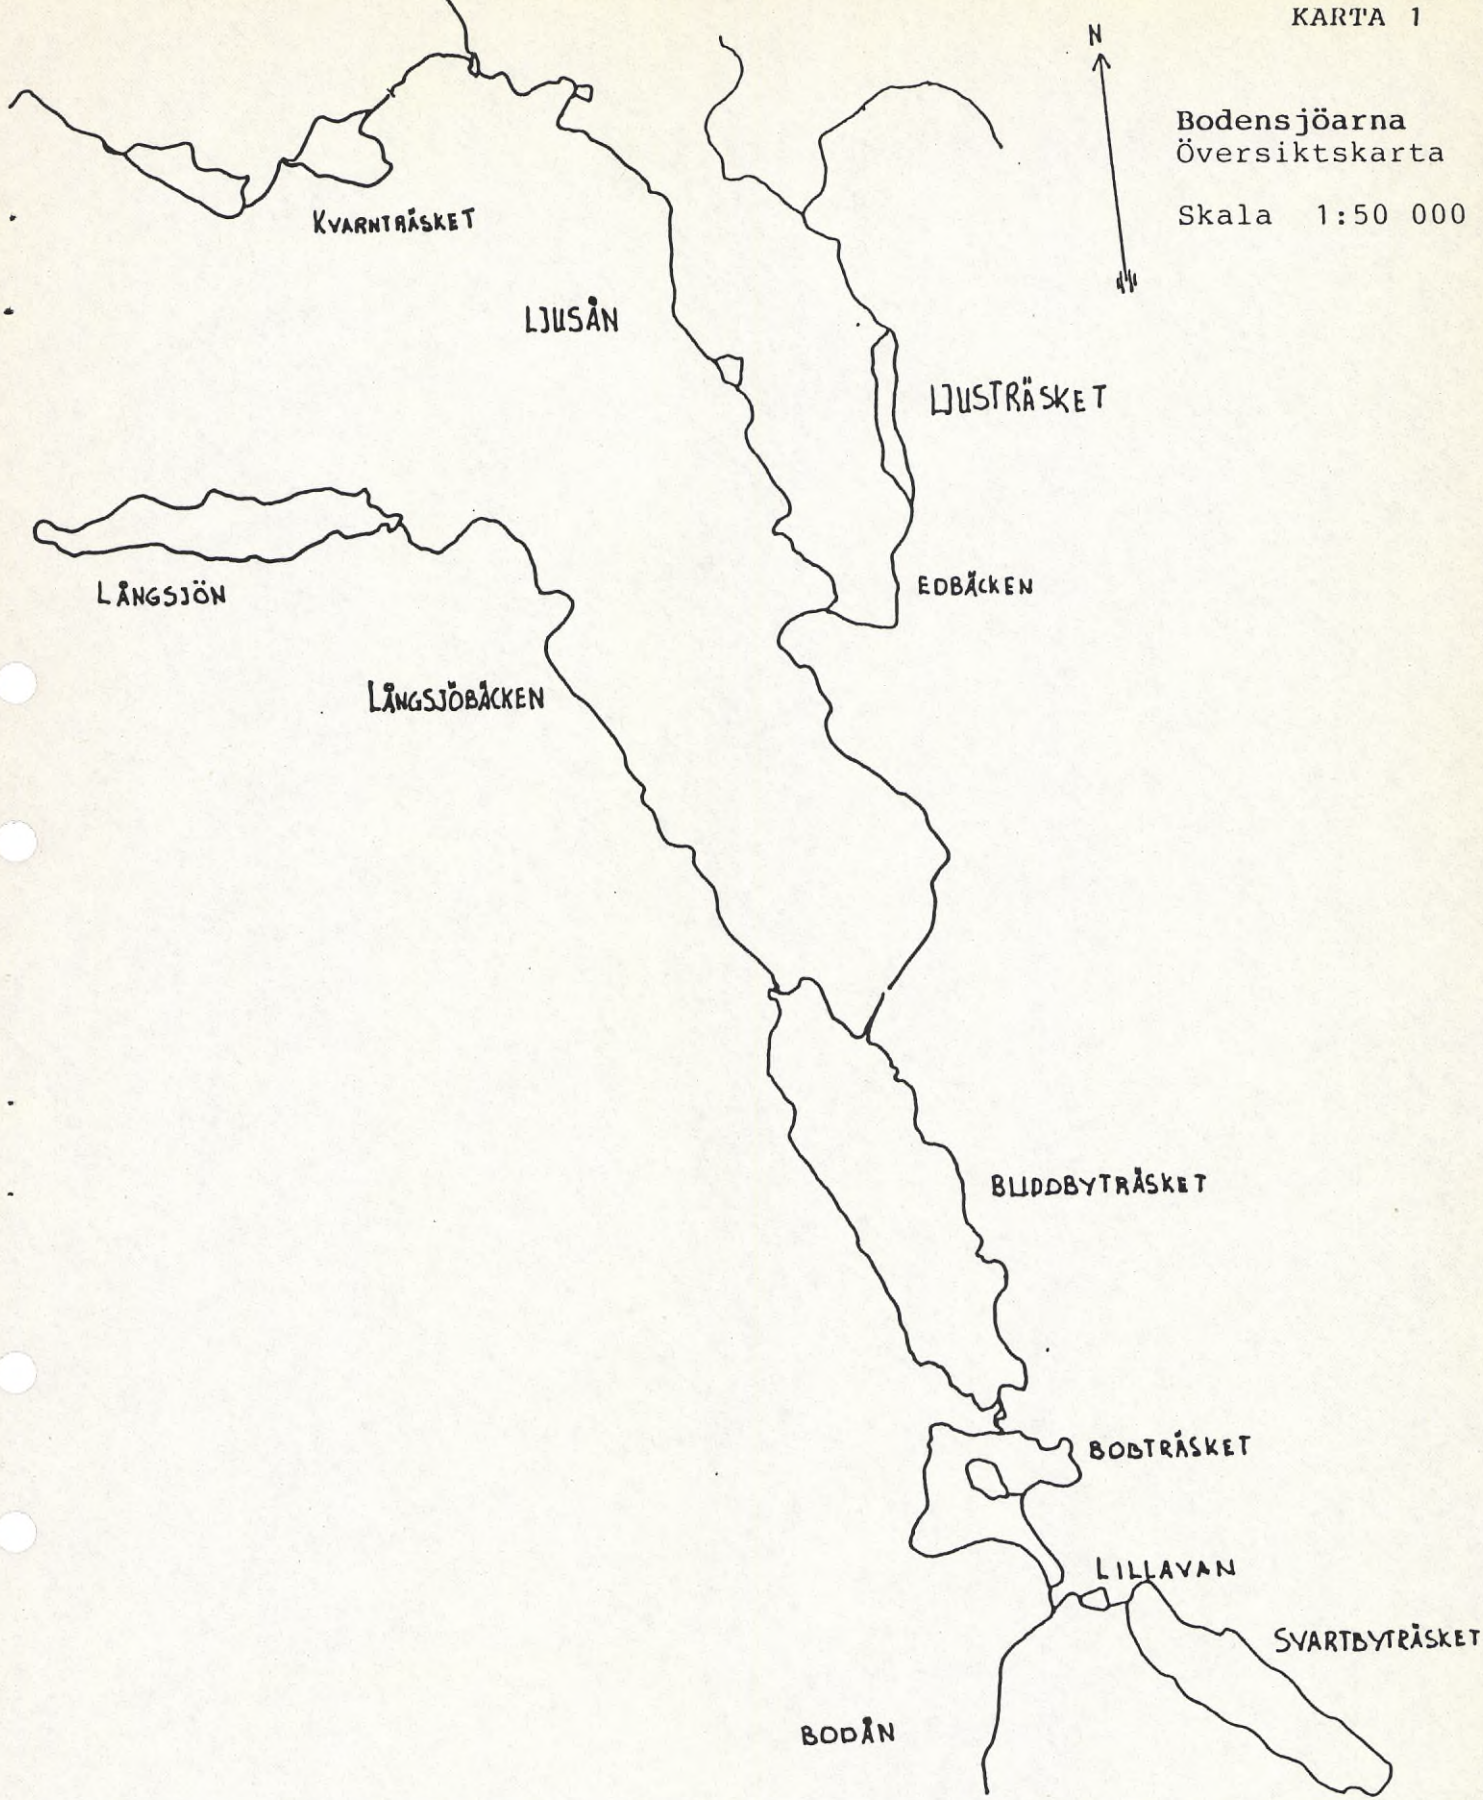 KARTA 1
N
Bodensjöarna
Översiktskarta
Skala 1:50 000
KVARNTRÄSKET
LJUSÅN
LJUSTRÄSKET
LÅNGSJÖN
EDBÄCKEN
LÅNGSJÖBÄCKEN
BUDDBYTRÄSKET
BOBTRÄSKET
LILLAVAN
SVARTBYTRÄSKET
BODÅN